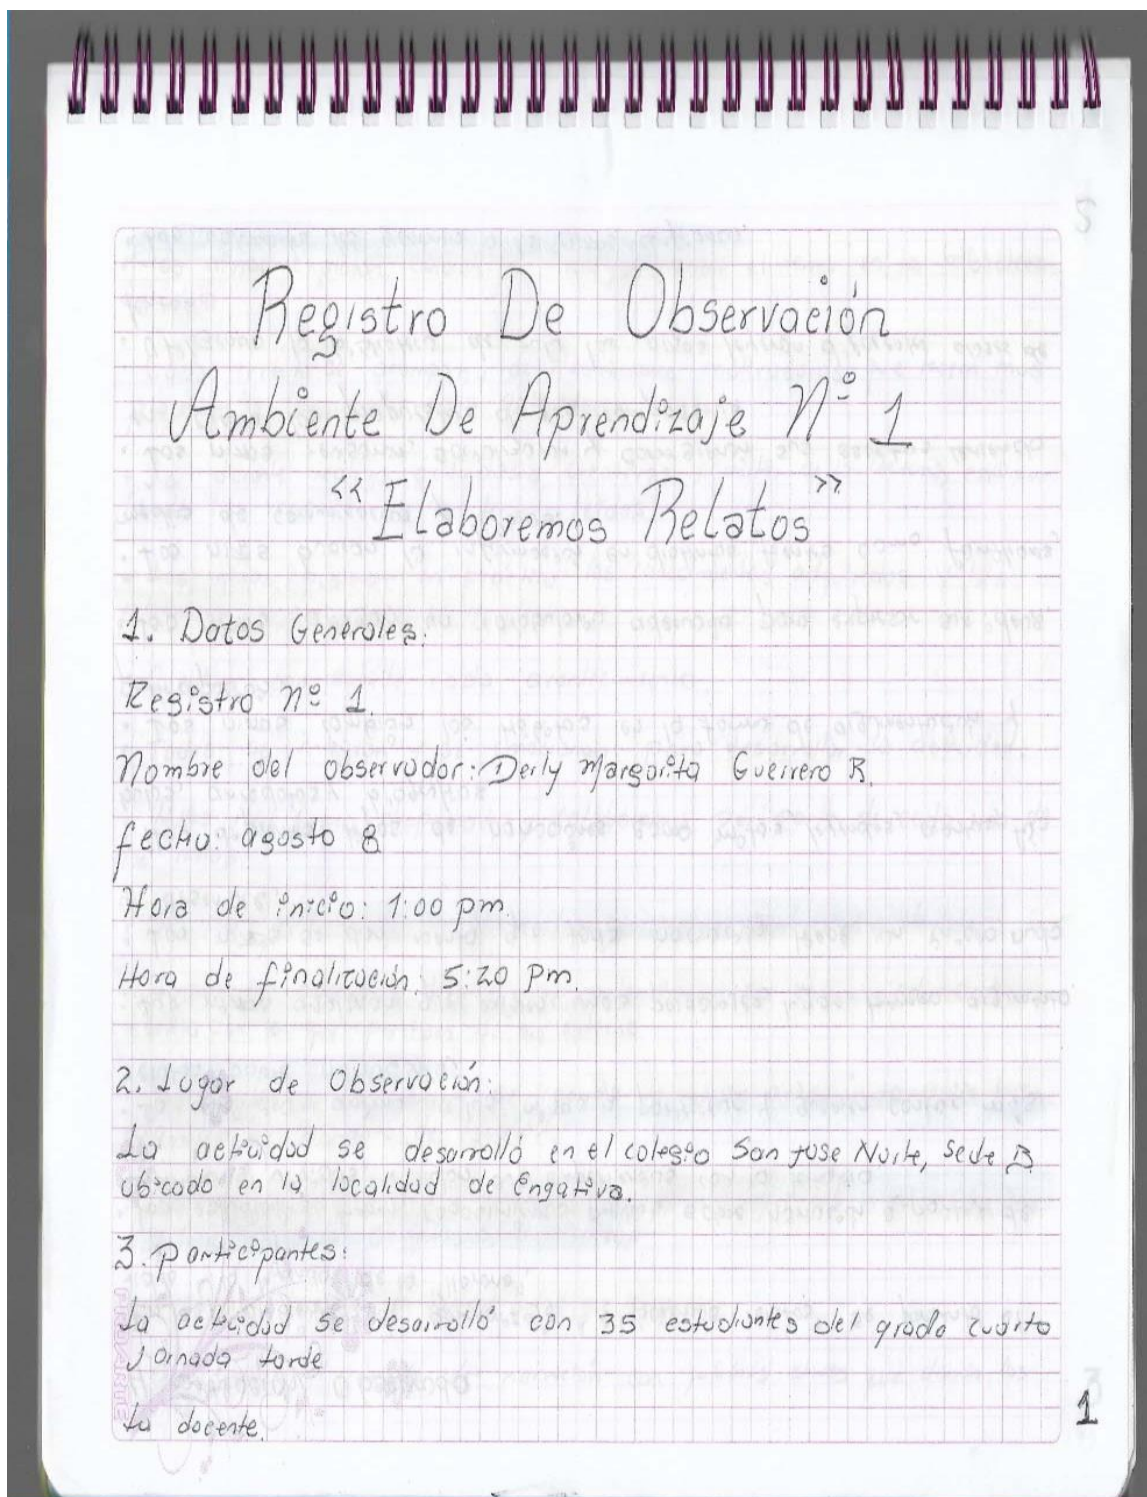 Registro De Observación
Ambiente De Aprendizaje Nº 1
<< Elaboremos Relatos >>
1. Datos Generales:
Registro nº 1.
Nombre del observador: Deily Margarita Guerrero R.
fecha: agosto 8
Hora de inicio: 1:00 pm.
Hora de finalización: 5:20 pm.
2. Lugar de Observación:
La actividad se desarrolló en el colegio San Jose Norte, Sede B
ubicado en la localidad de Engativa.
3. Participantes:
La actividad se desarrolló con 35 estudiantes del grado cuarto
jornada tarde
La docente.
1